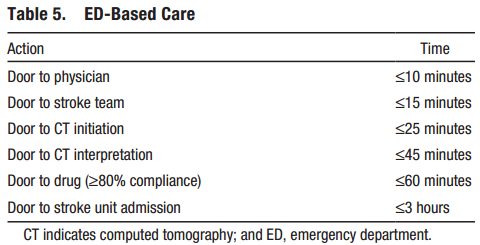 Table 5. ED-Based Care
Action Time
Door to physician ≤10 minutes
Door to stroke team ≤15 minutes
Door to CT initiation ≤25 minutes
Door to CT interpretation ≤45 minutes
Door to drug (≥80% compliance) ≤60 minutes
Door to stroke unit admission ≤3 hours
CT indicates computed tomography; and ED, emergency department.